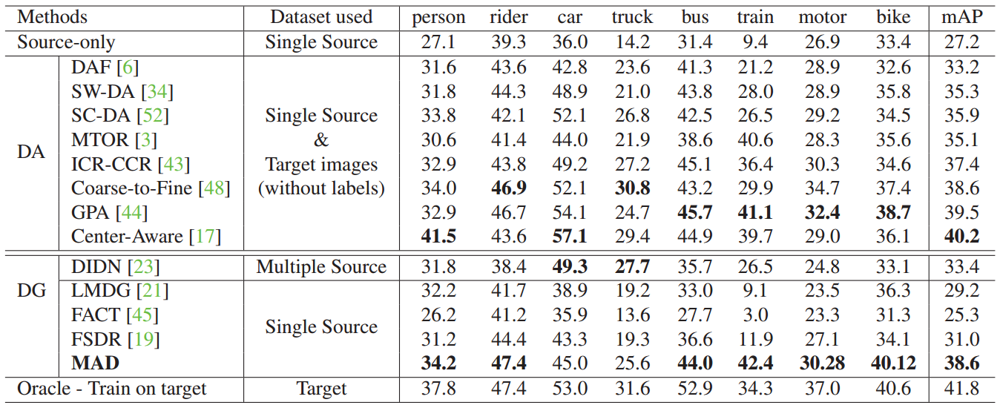 Methods Dataset used person rider car truck bus train motor bike mAP
Source-only Single Source 27.1 39.3 36.0 14.2 31.4 9.4 26.9 33.4 27.2
DAF [6] 31.6 43.6 42.8 23.6 41.3 21.2 28.9 32.6 33.2
SW-DA [34] 31.8 44.3 48.9 21.0 43.8 28.0 28.9 35.8 35.3
SC-DA [52] Single Source 33.8 42.1 52.1 26.8 42.5 26.5 29.2 34.5 35.9
DA MTOR [3] & 30.6 41.4 44.0 21.9 38.6 40.6 28.3 35.6 35.1
ICR-CCR [43] Target images 32.9 43.8 49.2 27.2 45.1 36.4 30.3 34.6 37.4
Coarse-to-Fine [48] (without labels) 34.0 46.9 52.1 30.8 43.2 29.9 34.7 37.4 38.6
GPA [44] 32.9 46.7 54.1 24.7 45.7 41.1 32.4 38.7 39.5
Center-Aware [17] 41.5 43.6 57.1 29.4 44.9 39.7 29.0 36.1 40.2
DIDN [23] Multiple Source 31.8 38.4 49.3 27.7 35.7 26.5 24.8 33.1 33.4
DG LMDG [21] 32.2 41.7 38.9 19.2 33.0 9.1 23.5 36.3 29.2
FACT [45] Single Source 26.2 41.2 35.9 13.6 27.7 3.0 23.3 31.3 25.3
FSDR [19] 31.2 44.4 43.3 19.3 36.6 11.9 27.1 34.1 31.0
MAD 34.2 47.4 45.0 25.6 44.0 42.4 30.28 40.12 38.6
Oracle - Train on target Target 37.8 47.4 53.0 31.6 52.9 34.3 37.0 40.6 41.8